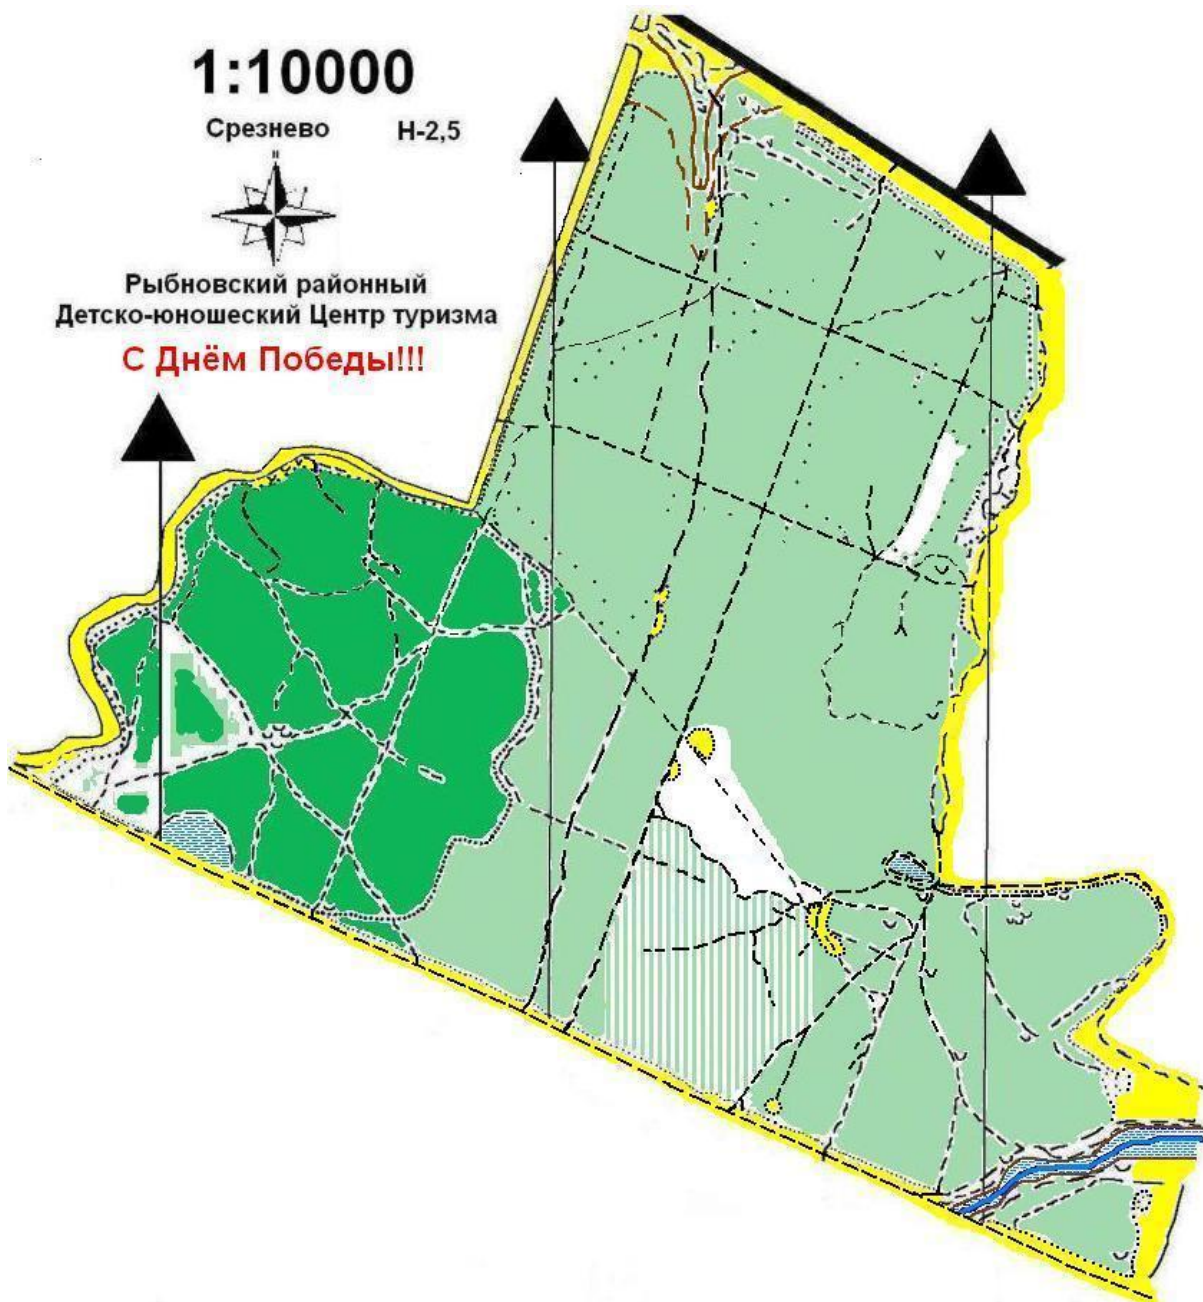 1:10000
Срезнево Н-2,5
Рыбновский районный
Детско-юношеский Центр туризма
С Днём Победы!!!